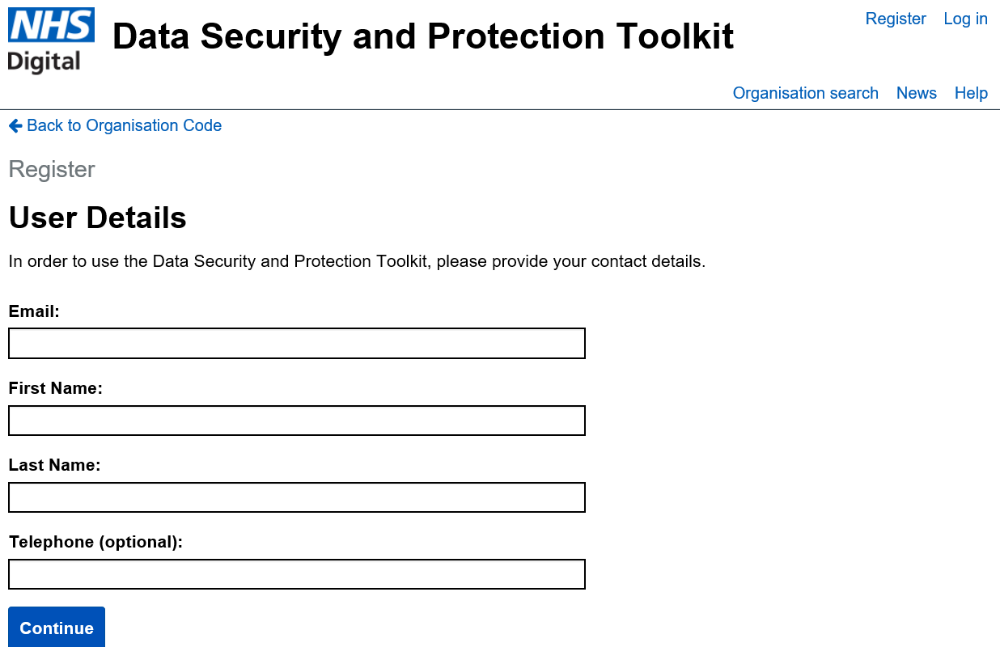 NHS
Digital
Data Security and Protection Toolkit
Register Log in
Organisation search News Help
Back to Organisation Code
Register
User Details
In order to use the Data Security and Protection Toolkit, please provide your contact details.
Email:
First Name:
Last Name:
Telephone (optional):
Continue